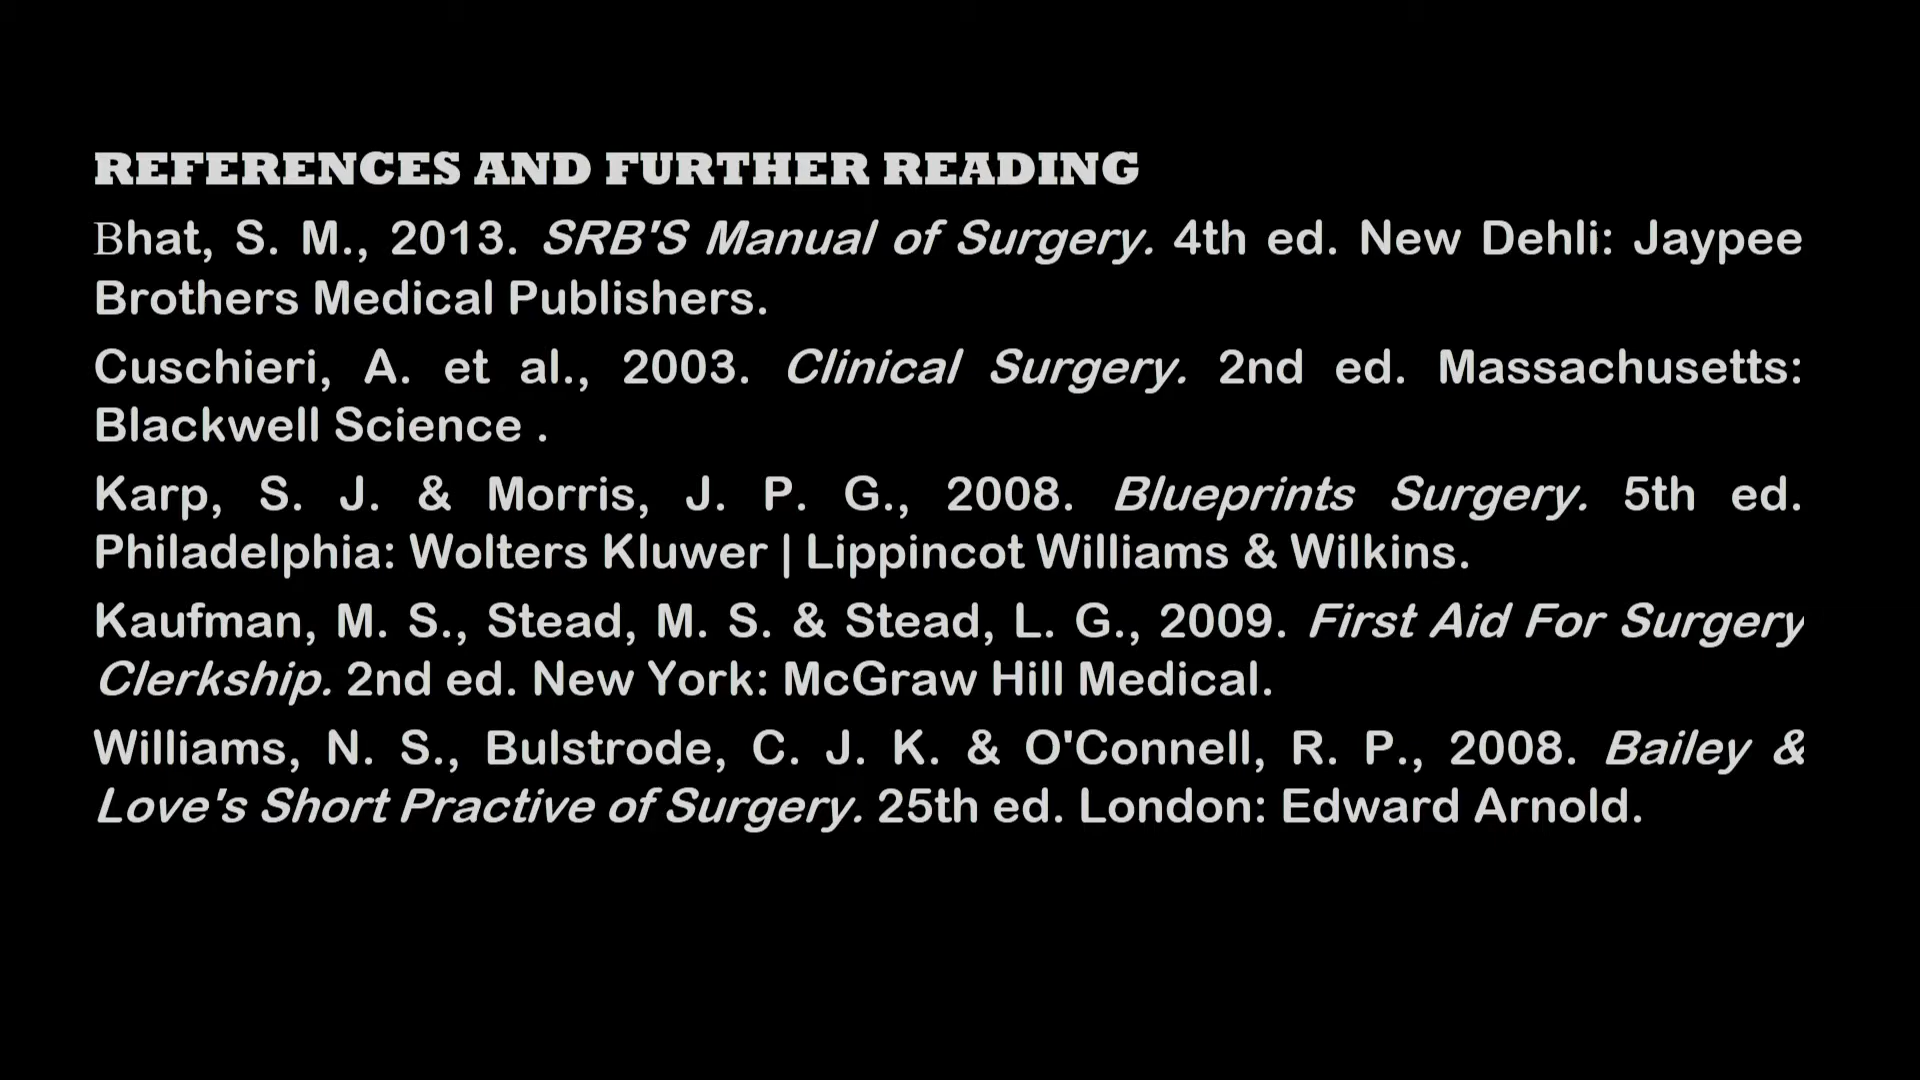 REFERENCES AND FURTHER READING
Bhat, S. M., 2013. SRB'S Manual of Surgery. 4th ed. New Dehli: Jaypee
Brothers Medical Publishers.
Cuschieri, A. et al., 2003. Clinical Surgery. 2nd ed. Massachusetts:
Blackwell Science .
Karp, S. J. & Morris, J. P. G., 2008. Blueprints Surgery. 5th ed.
Philadelphia: Wolters Kluwer | Lippincot Williams & Wilkins.
Kaufman, M. S., Stead, M. S. & Stead, L. G., 2009. First Aid For Surgery
Clerkship. 2nd ed. New York: McGraw Hill Medical.
Williams, N. S., Bulstrode, C. J. K. & O'Connell, R. P., 2008. Bailey &
Love's Short Practive of Surgery. 25th ed. London: Edward Arnold.